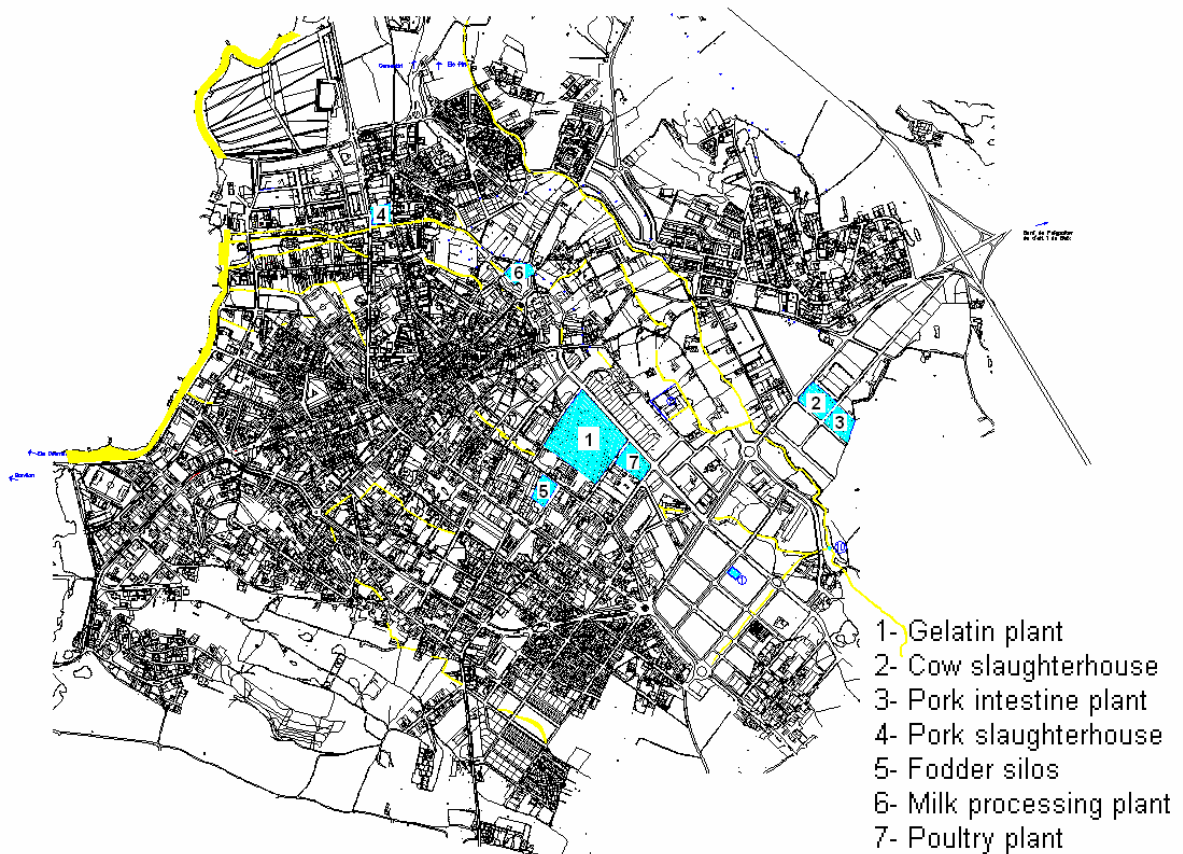 4
6
2
3
1
7
5
10
1- Gelatin plant
2- Cow slaughterhouse
3- Pork intestine plant
4- Pork slaughterhouse
5- Fodder silos
6- Milk processing plant
7- Poultry plant